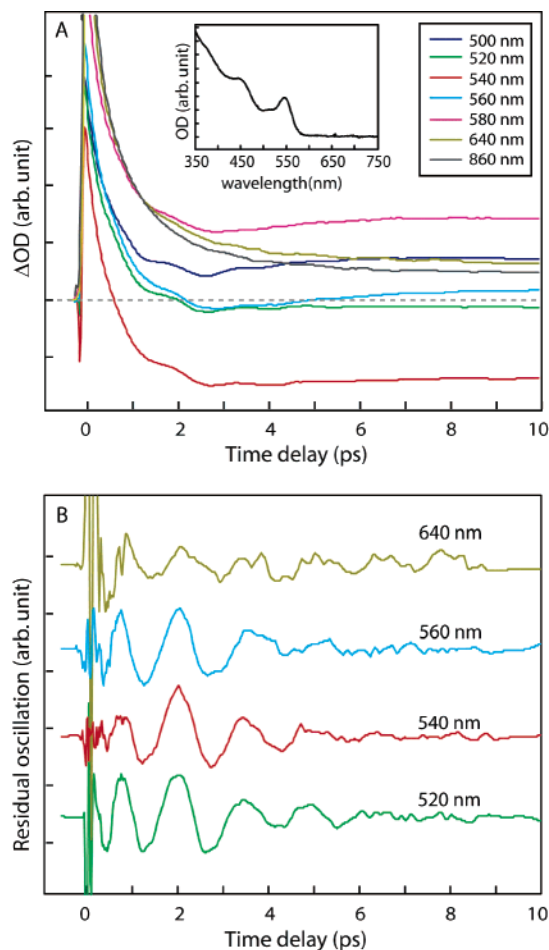 A
ΔOD (arb. unit)
OD (arb.unit)
350 450 550 650 750
wavelength(nm)
500 nm
520 nm
540 nm
560 nm
580 nm
640 nm
860 nm
0 2 4 6 8 10
Time delay (ps)
B
Residual oscillation (arb. unit)
640 nm
560 nm
540 nm
520 nm
0 2 4 6 8 10
Time delay (ps)